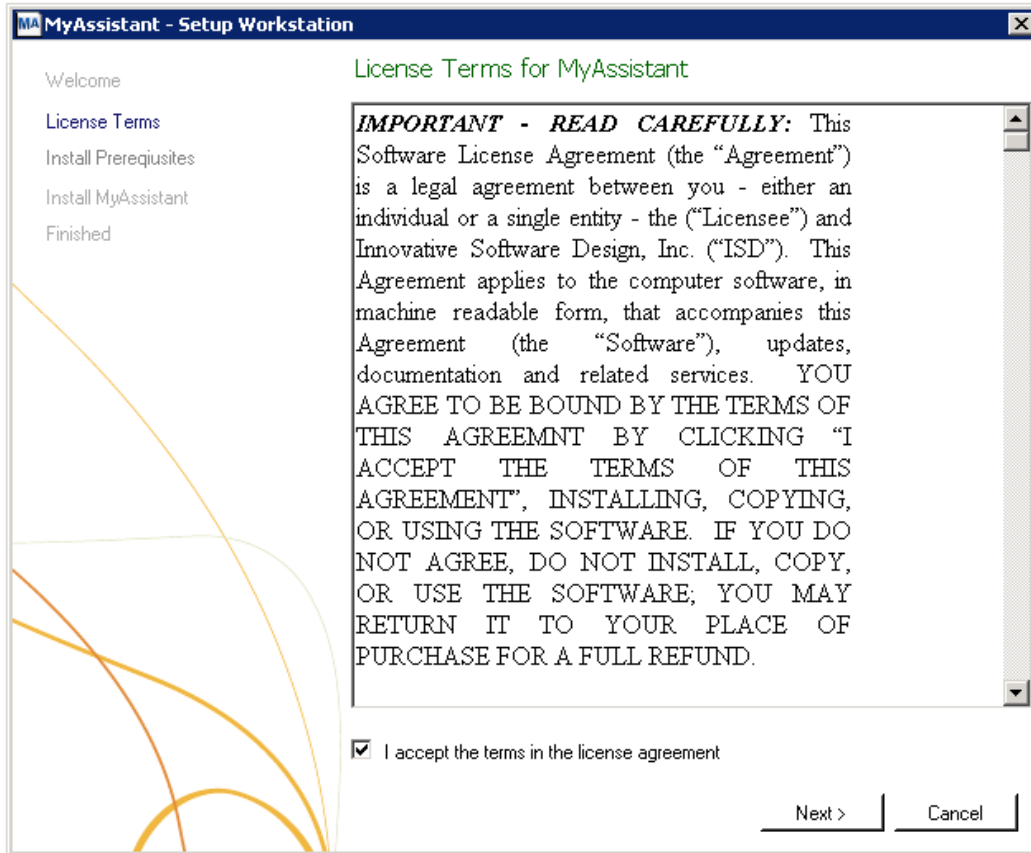 MA MyAssistant - Setup Workstation
Welcome
License Terms
Install Prereqiusites
Install MyAssistant
Finished
License Terms for MyAssistant
IMPORTANT - READ CAREFULLY: This
Software License Agreement (the “Agreement”)
is a legal agreement between you - either an
individual or a single entity - the (“Licensee”) and
Innovative Software Design, Inc. (“ISD”). This
Agreement applies to the computer software, in
machine readable form, that accompanies this
Agreement (the “Software”), updates,
documentation and related services. YOU
AGREE TO BE BOUND BY THE TERMS OF
THIS AGREEMNT BY CLICKING “I
ACCEPT THE TERMS OF THIS
AGREEMENT”, INSTALLING, COPYING,
OR USING THE SOFTWARE. IF YOU DO
NOT AGREE, DO NOT INSTALL, COPY,
OR USE THE SOFTWARE; YOU MAY
RETURN IT TO YOUR PLACE OF
PURCHASE FOR A FULL REFUND.
I accept the terms in the license agreement
Next > Cancel